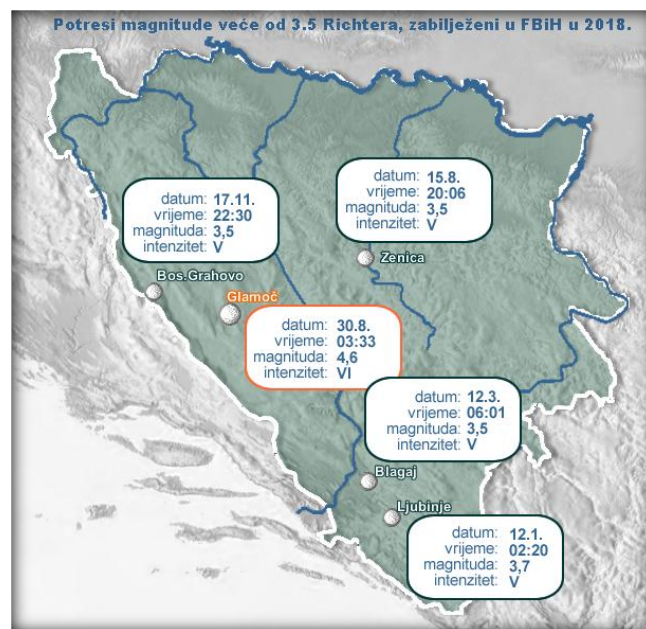 Potresi magnitude veće od 3.5 Richtera, zabilježeni u FBiH u 2018.
datum: 17.11.
vrijeme: 22:30
magnituda: 3,5
intenzitet: V
Bos.Grahovo
datum: 15.8.
vrijeme: 20:06
magnituda: 3,5
intenzitet: V
Zenica
Glamoč
datum: 30.8.
vrijeme: 03:33
magnituda: 4,6
intenzitet: VI
datum: 12.3.
vrijeme: 06:01
magnituda: 3,5
intenzitet: V
Blagaj
Ljubinje
datum: 12.1.
vrijeme: 02:20
magnituda: 3,7
intenzitet: V